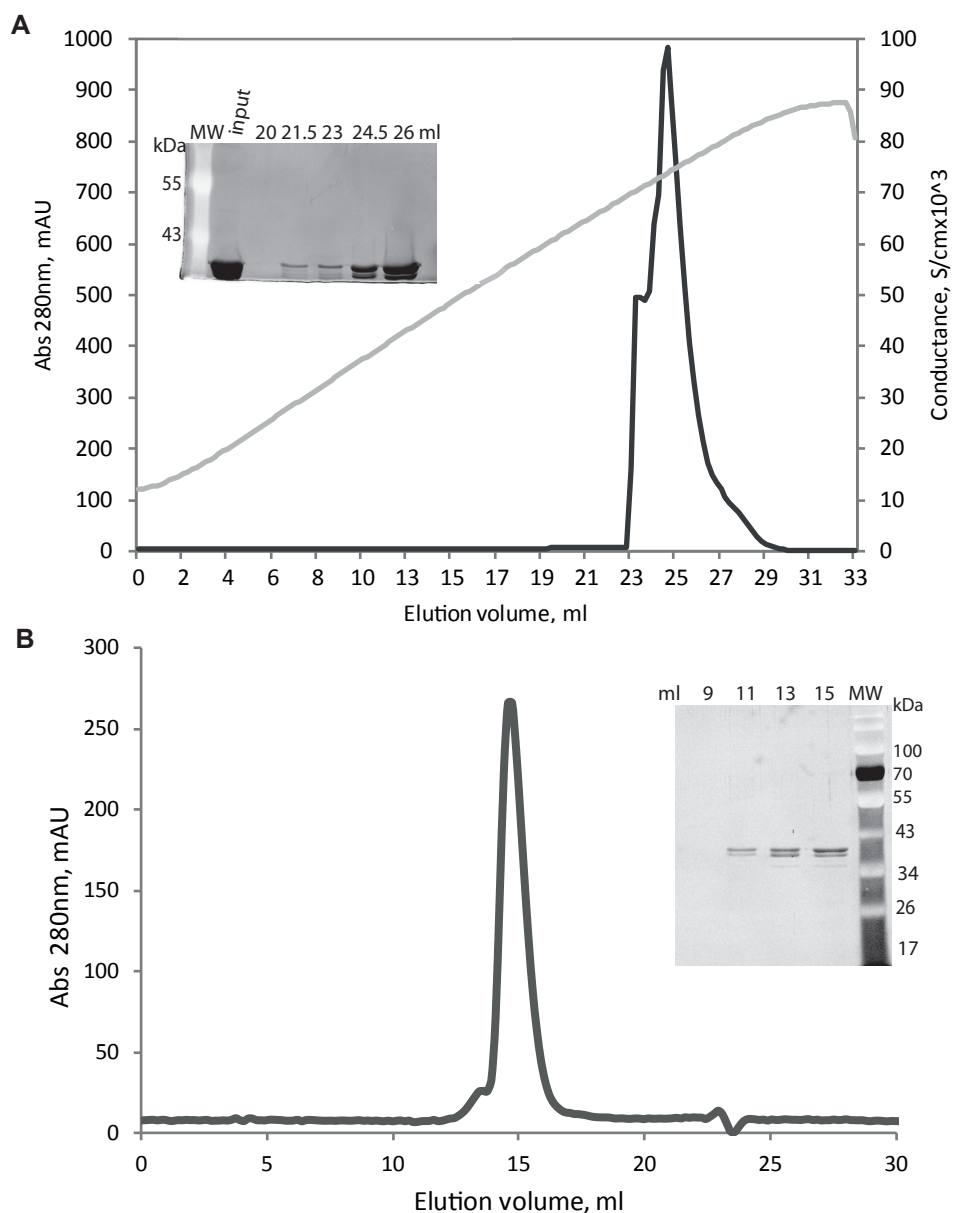 A
1000
900
800
700
600
500
400
300
200
100
0
Abs 280nm, mAU
100
90
80
70
60
50
40
30
20
10
0
Conductance, S/cmx10^3
MW input 20 21.5 23 24.5 26 ml
kDa
55
43
0 2 4 6 8 10 13 15 17 19 21 23 25 27 29 31 33
Elution volume, ml
B
300
250
200
150
100
50
0
Abs 280nm, mAU
ml 9 11 13 15 MW
kDa
100
70
55
43
34
26
17
0 5 10 15 20 25 30
Elution volume, ml